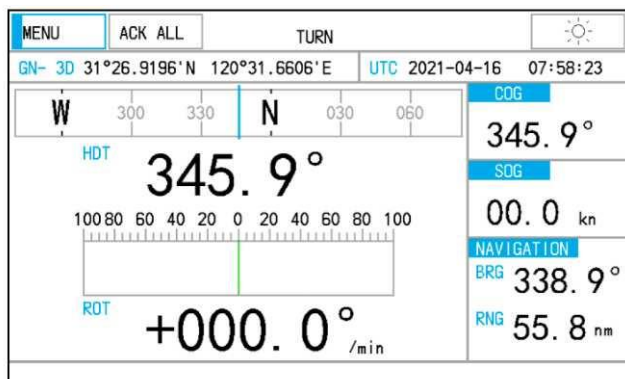 MENU ACK ALL TURN
GN- 3D 31°26.9196'N 120°31.6606'E UTC 2021-04-16 07:58:23
W 300 330 N 030 060
COG
345.9°
HDT
345.9°
SOG
00.0 kn
100 80 60 40 20 0 20 40 60 80 100
NAVIGATION
BRG 338.9°
RNG 55.8 nm
ROT
+000.0°/min